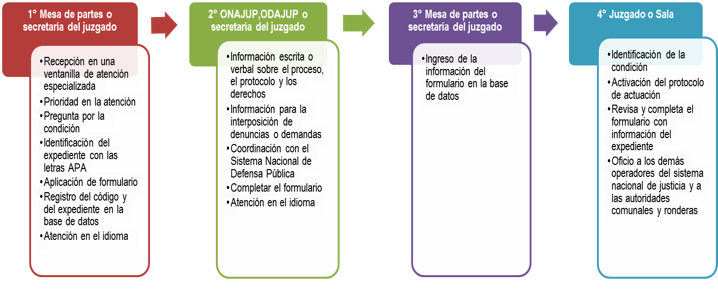 1° Mesa de partes o
secretaria del juzgado
•Recepción en una
ventanilla de atención
especializada
•Prioridad en la atención
•Pregunta por la
condición
•Identificación del
expediente con las
letras APA
•Aplicación de formulario
•Registro del código y
del expediente en la
base de datos
•Atención en el idioma
2° ONAJUP,ODAJUP o
secretaria del juzgado
•Información escrita o
verbal sobre el proceso,
el protocolo y los
derechos
•Información para la
interposición de
denuncias o demandas
•Coordinación con el
Sistema Nacional de
Defensa Pública
•Completar el formulario
•Atención en el idioma
3° Mesa de partes o
secretaria del juzgado
•Ingreso de la
información del
formulario en la base
de datos
4° Juzgado o Sala
•Identificación de la
condición
•Activación del protocolo
de actuación
•Revisa y completa el
formulario con
información del
expediente
•Oficio a los demás
operadores del sistema
nacional de justicia y a
las autoridades
comunales y ronderas